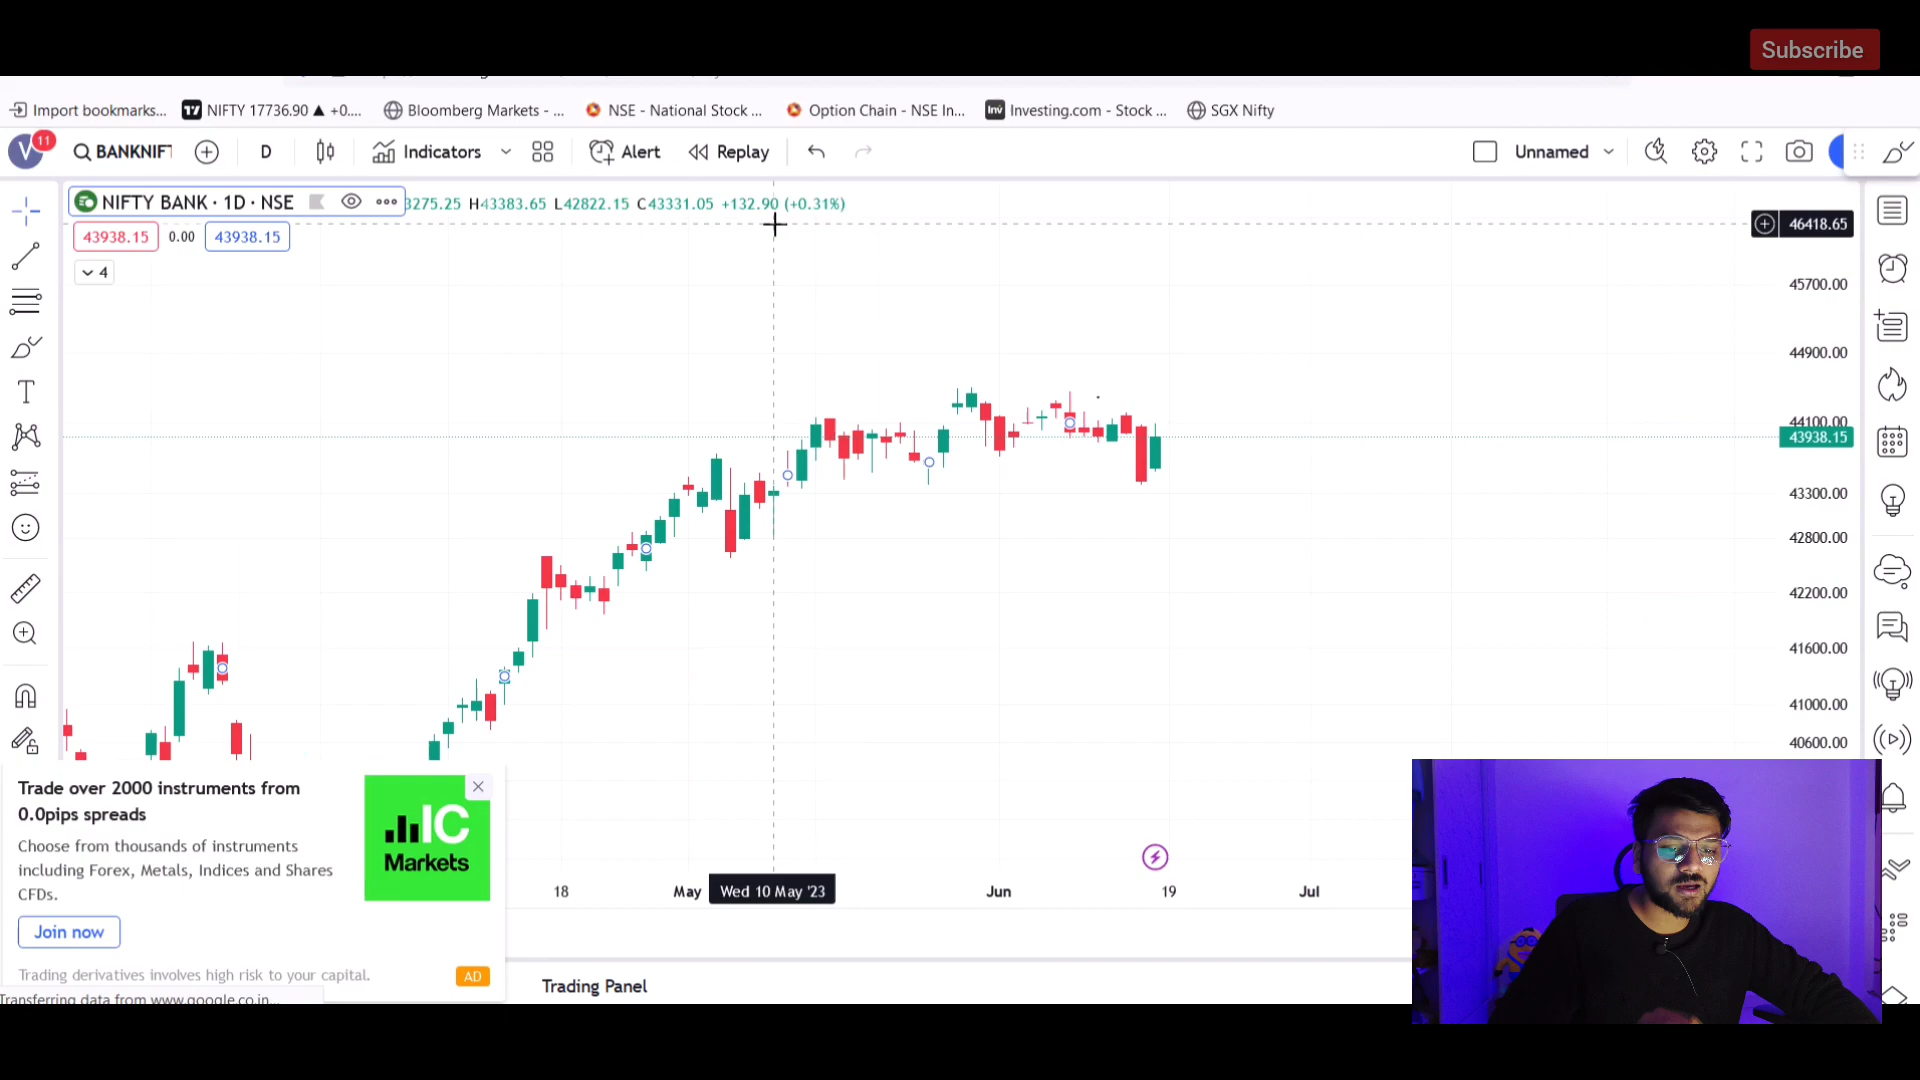 Subscribe
Import bookmarks... NIFTY 17736.90 ▲ +0.... Bloomberg Markets - ... NSE - National Stock ... Option Chain - NSE In... Investing.com - Stock ... SGX Nifty
V 11 BANKNIFT D Indicators Alert Replay Unnamed
NIFTY BANK · 1D · NSE 3275.25 H43383.65 L42822.15 C43331.05 +132.90 (+0.31%)
46418.65
43938.15 0.00 43938.15
4
45700.00
44900.00
44100.00
43938.15
43300.00
42800.00
42200.00
41600.00
41000.00
40600.00
Trade over 2000 instruments from
0.0pips spreads
Choose from thousands of instruments
including Forex, Metals, Indices and Shares
CFDs.
IC
Markets
Join now
Trading derivatives involves high risk to your capital. AD
18 May Wed 10 May '23 Jun 19 Jul
Trading Panel
Transferring data from www.google.co.in...